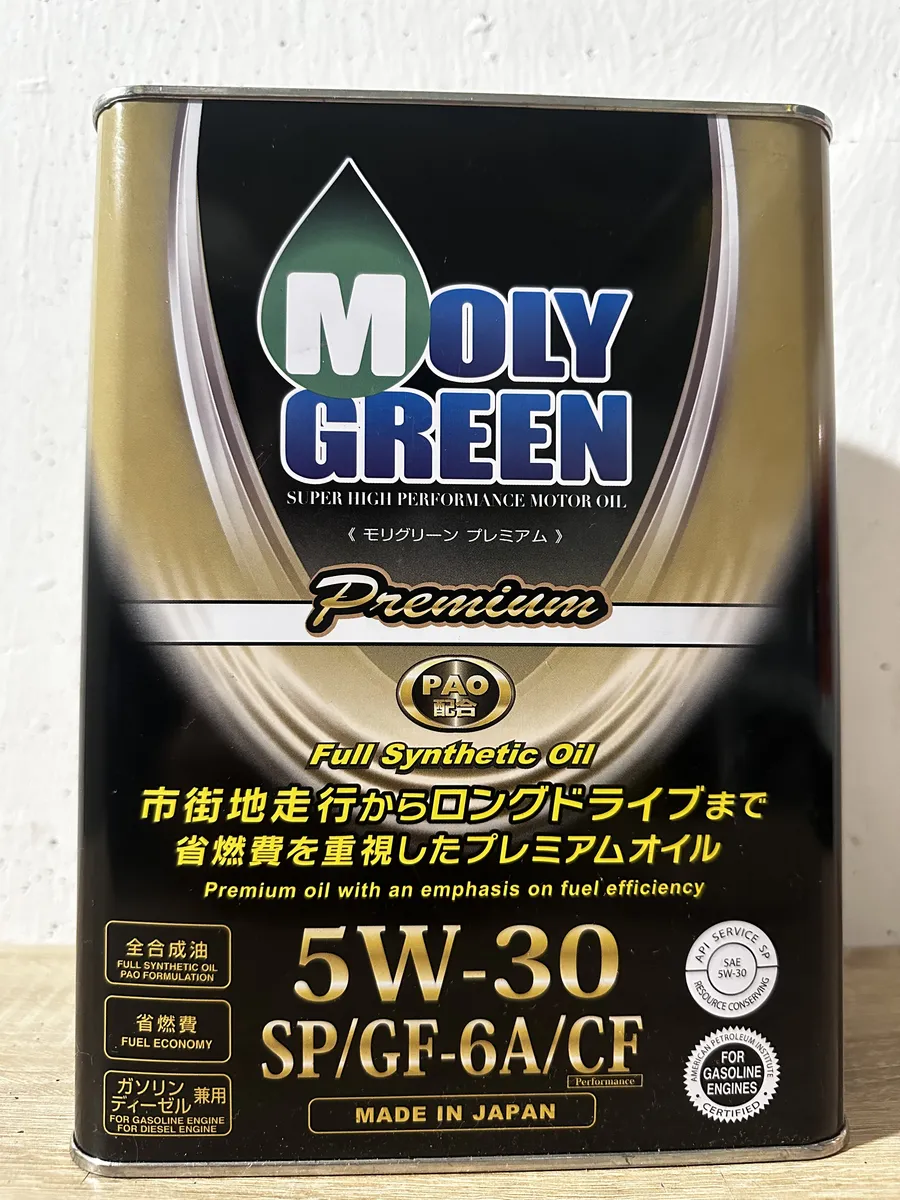 MOLY
GREEN
SUPER HIGH PERFORMANCE MOTOR OIL
《 モリグリーン プレミアム 》
Premium
PAO
配合
Full Synthetic Oil
市街地走行からロングドライブまで
省燃費を重視したプレミアムオイル
Premium oil with an emphasis on fuel efficiency
全合成油
FULL SYNTHETIC OIL
PAO FORMULATION
省燃費
FUEL ECONOMY
ガソリン
ディーゼル 兼用
FOR GASOLINE ENGINE
FOR DIESEL ENGINE
5W-30
SP/GF-6A/CF
Performance
MADE IN JAPAN
API SERVICE SP
SAE
5W-30
RESOURCE CONSERVING
AMERICAN PETROLEUM INSTITUTE
FOR
GASOLINE
ENGINES
CERTIFIED